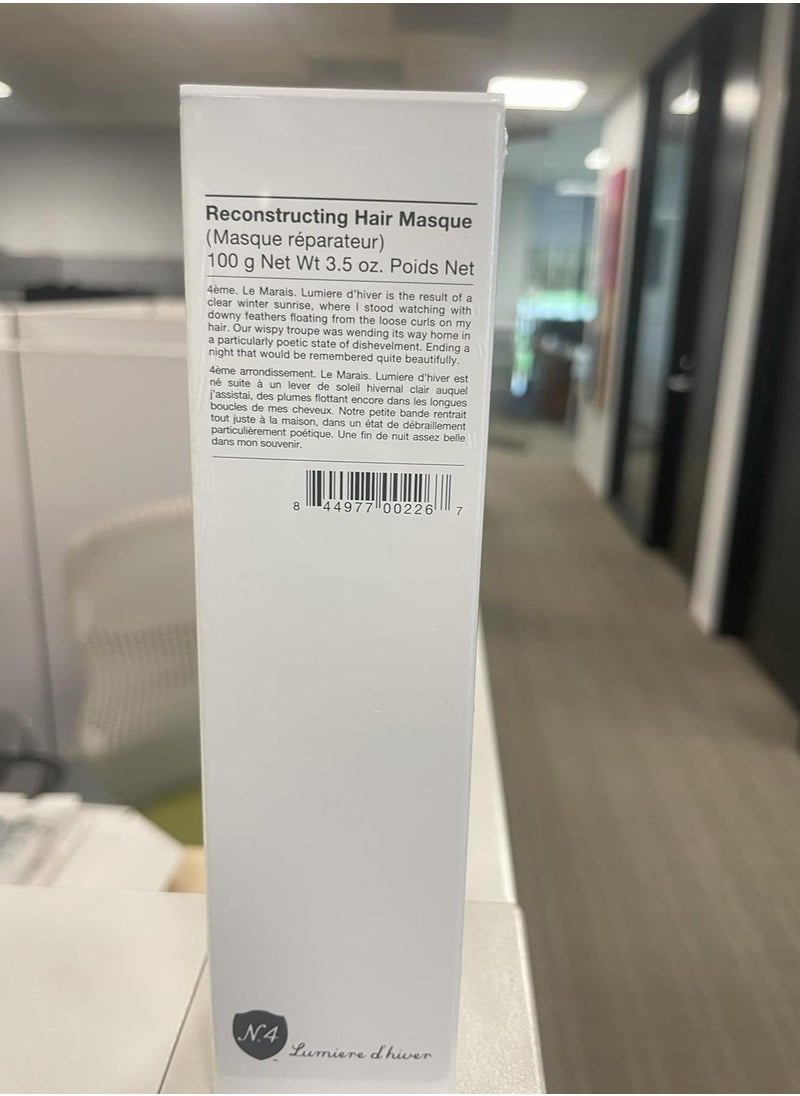 Reconstructing Hair Masque
(Masque réparateur)
100 g Net Wt 3.5 oz. Poids Net
4ème. Le Marais. Lumiere d'hiver is the result of a
clear winter sunrise, where I stood watching with
downy feathers floating from the loose curls on my
hair. Our wispy troupe was wending its way home in
a particularly poetic state of dishevelment. Ending a
night that would be remembered quite beautifully.
4ème arrondissement. Le Marais. Lumiere d'hiver est
né suite à un lever de soleil hivernal clair auquel
j'assistai, des plumes flottant encore dans les longues
boucles de mes cheveux. Notre petite bande rentrait
tout juste à la maison, dans un état de débraillement
particulièrement poétique. Une fin de nuit assez belle
dans mon souvenir.
8 44977 00226 7
N.4 ™
Lumiere d'hiver